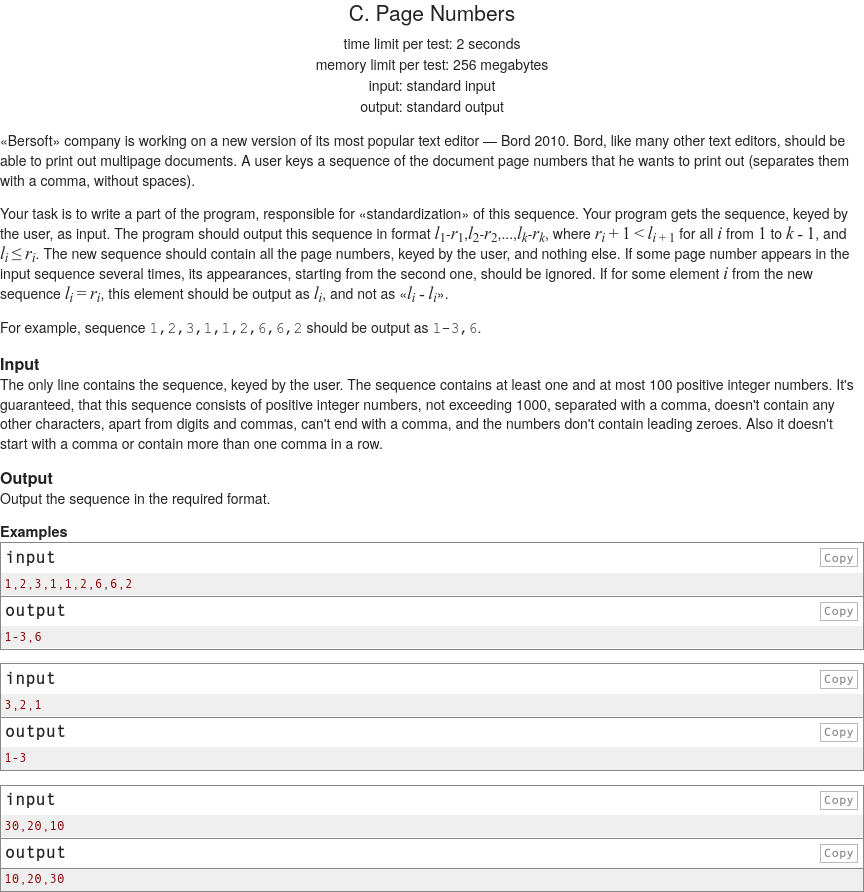 C. Page Numbers
time limit per test: 2 seconds
memory limit per test: 256 megabytes
input: standard input
output: standard output
«Bersoft» company is working on a new version of its most popular text editor — Bord 2010. Bord, like many other text editors, should be
able to print out multipage documents. A user keys a sequence of the document page numbers that he wants to print out (separates them
with a comma, without spaces).
Your task is to write a part of the program, responsible for «standardization» of this sequence. Your program gets the sequence, keyed by
the user, as input. The program should output this sequence in format l1-r1,l2-r2,...,lk-rk, where ri + 1 < li + 1 for all i from 1 to k - 1, and
li ≤ ri. The new sequence should contain all the page numbers, keyed by the user, and nothing else. If some page number appears in the
input sequence several times, its appearances, starting from the second one, should be ignored. If for some element i from the new
sequence li = ri, this element should be output as li, and not as «li - li».
For example, sequence 1,2,3,1,1,2,6,6,2 should be output as 1-3,6.
Input
The only line contains the sequence, keyed by the user. The sequence contains at least one and at most 100 positive integer numbers. It's
guaranteed, that this sequence consists of positive integer numbers, not exceeding 1000, separated with a comma, doesn't contain any
other characters, apart from digits and commas, can't end with a comma, and the numbers don't contain leading zeroes. Also it doesn't
start with a comma or contain more than one comma in a row.
Output
Output the sequence in the required format.
Examples
input Copy
1,2,3,1,1,2,6,6,2
output Copy
1-3,6
input Copy
3,2,1
output Copy
1-3
input Copy
30,20,10
output Copy
10,20,30